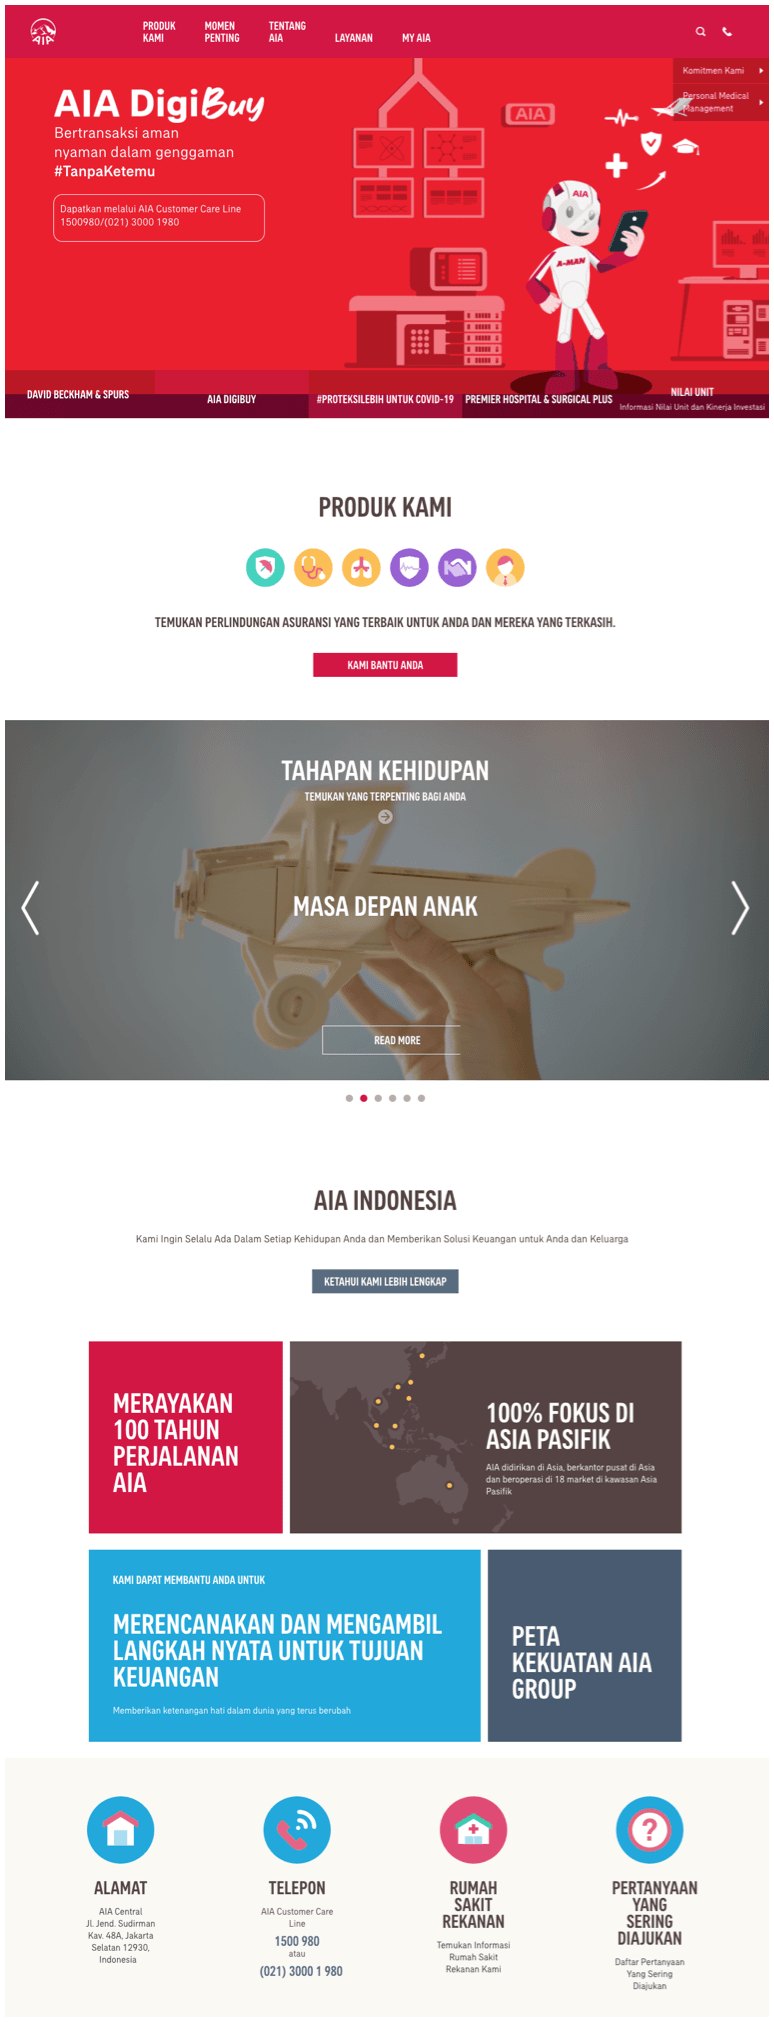 AIA
PRODUK
KAMI
MOMEN
PENTING
TENTANG
AIA
LAYANAN
MY AIA
Komitmen Kami
Personal Medical
Management
AIA DigiBuy
Bertransaksi aman
nyaman dalam genggaman
#TanpaKetemu
Dapatkan melalui AIA Customer Care Line
1500980/(021) 3000 1980
AIA
AIA
A-MAN
DAVID BECKHAM & SPURS
AIA DIGIBUY
#PROTEKSILEBIH UNTUK COVID-19
PREMIER HOSPITAL & SURGICAL PLUS
NILAI UNIT
Informasi Nilai Unit dan Kinerja Investasi
PRODUK KAMI
TEMUKAN PERLINDUNGAN ASURANSI YANG TERBAIK UNTUK ANDA DAN MEREKA YANG TERKASIH.
KAMI BANTU ANDA
TAHAPAN KEHIDUPAN
TEMUKAN YANG TERPENTING BAGI ANDA
MASA DEPAN ANAK
READ MORE
AIA INDONESIA
Kami Ingin Selalu Ada Dalam Setiap Kehidupan Anda dan Memberikan Solusi Keuangan untuk Anda dan Keluarga
KETAHUI KAMI LEBIH LENGKAP
MERAYAKAN
100 TAHUN
PERJALANAN
AIA
100% FOKUS DI
ASIA PASIFIK
AIA didirikan di Asia, berkantor pusat di Asia
dan beroperasi di 18 market di kawasan Asia
Pasifik
KAMI DAPAT MEMBANTU ANDA UNTUK
MERENCANAKAN DAN MENGAMBIL
LANGKAH NYATA UNTUK TUJUAN
KEUANGAN
Memberikan ketenangan hati dalam dunia yang terus berubah
PETA
KEKUATAN AIA
GROUP
ALAMAT
AIA Central
Jl. Jend. Sudirman
Kav. 48A, Jakarta
Selatan 12930,
Indonesia
TELEPON
AIA Customer Care
Line
1500 980
atau
(021) 3000 1 980
RUMAH
SAKIT
REKANAN
Temukan Informasi
Rumah Sakit
Rekanan Kami
?
PERTANYAAN
YANG
SERING
DIAJUKAN
Daftar Pertanyaan
Yang Sering
Diajukan